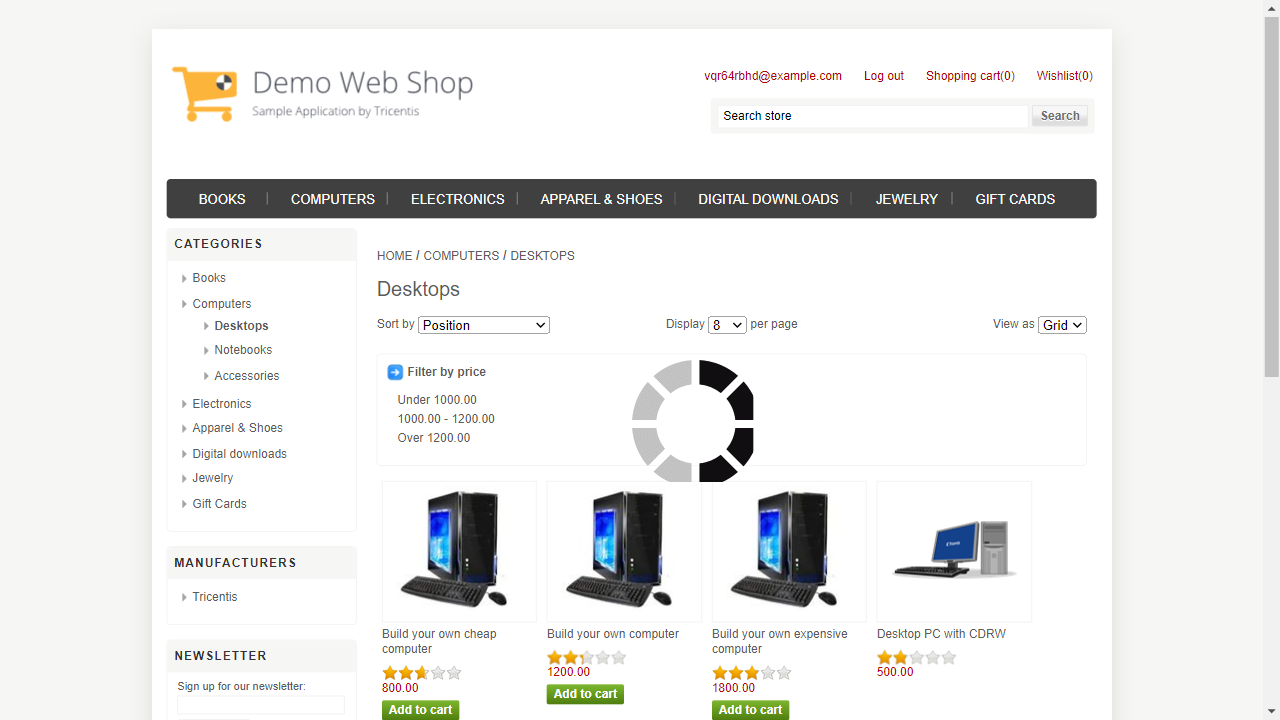 Demo Web Shop
Sample Application by Tricentis
vqr64rbhd@example.com Log out Shopping cart(0) Wishlist(0)
Search store Search
BOOKS COMPUTERS ELECTRONICS APPAREL & SHOES DIGITAL DOWNLOADS JEWELRY GIFT CARDS
CATEGORIES
Books
Computers
Desktops
Notebooks
Accessories
Electronics
Apparel & Shoes
Digital downloads
Jewelry
Gift Cards
MANUFACTURERS
Tricentis
NEWSLETTER
Sign up for our newsletter:
HOME / COMPUTERS / DESKTOPS
Desktops
Sort by Position Display 8 per page View as Grid
Filter by price
Under 1000.00
1000.00 - 1200.00
Over 1200.00
Build your own cheap
computer
800.00
Add to cart
Build your own computer
1200.00
Add to cart
Build your own expensive
computer
1800.00
Add to cart
Desktop PC with CDRW
500.00